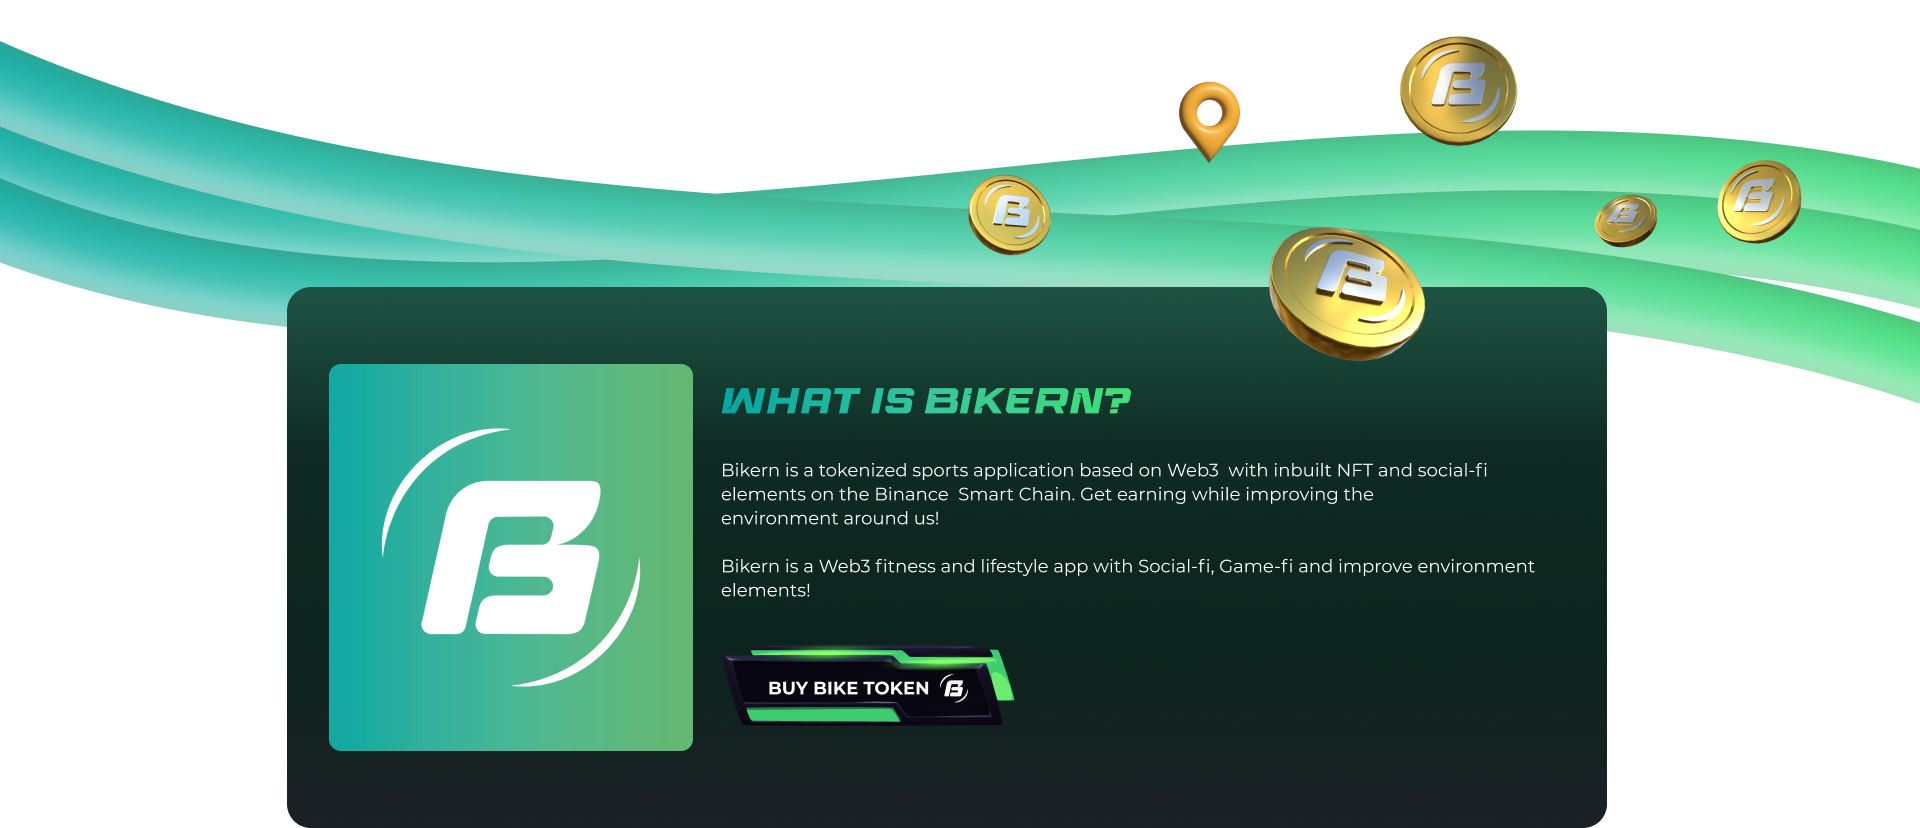 WHAT IS BIKERN?
Bikern is a tokenized sports application based on Web3  with inbuilt NFT and social-fi
elements on the Binance  Smart Chain. Get earning while improving the
environment around us!
Bikern is a Web3 fitness and lifestyle app with Social-fi, Game-fi and improve environment
elements!
BUY BIKE TOKEN